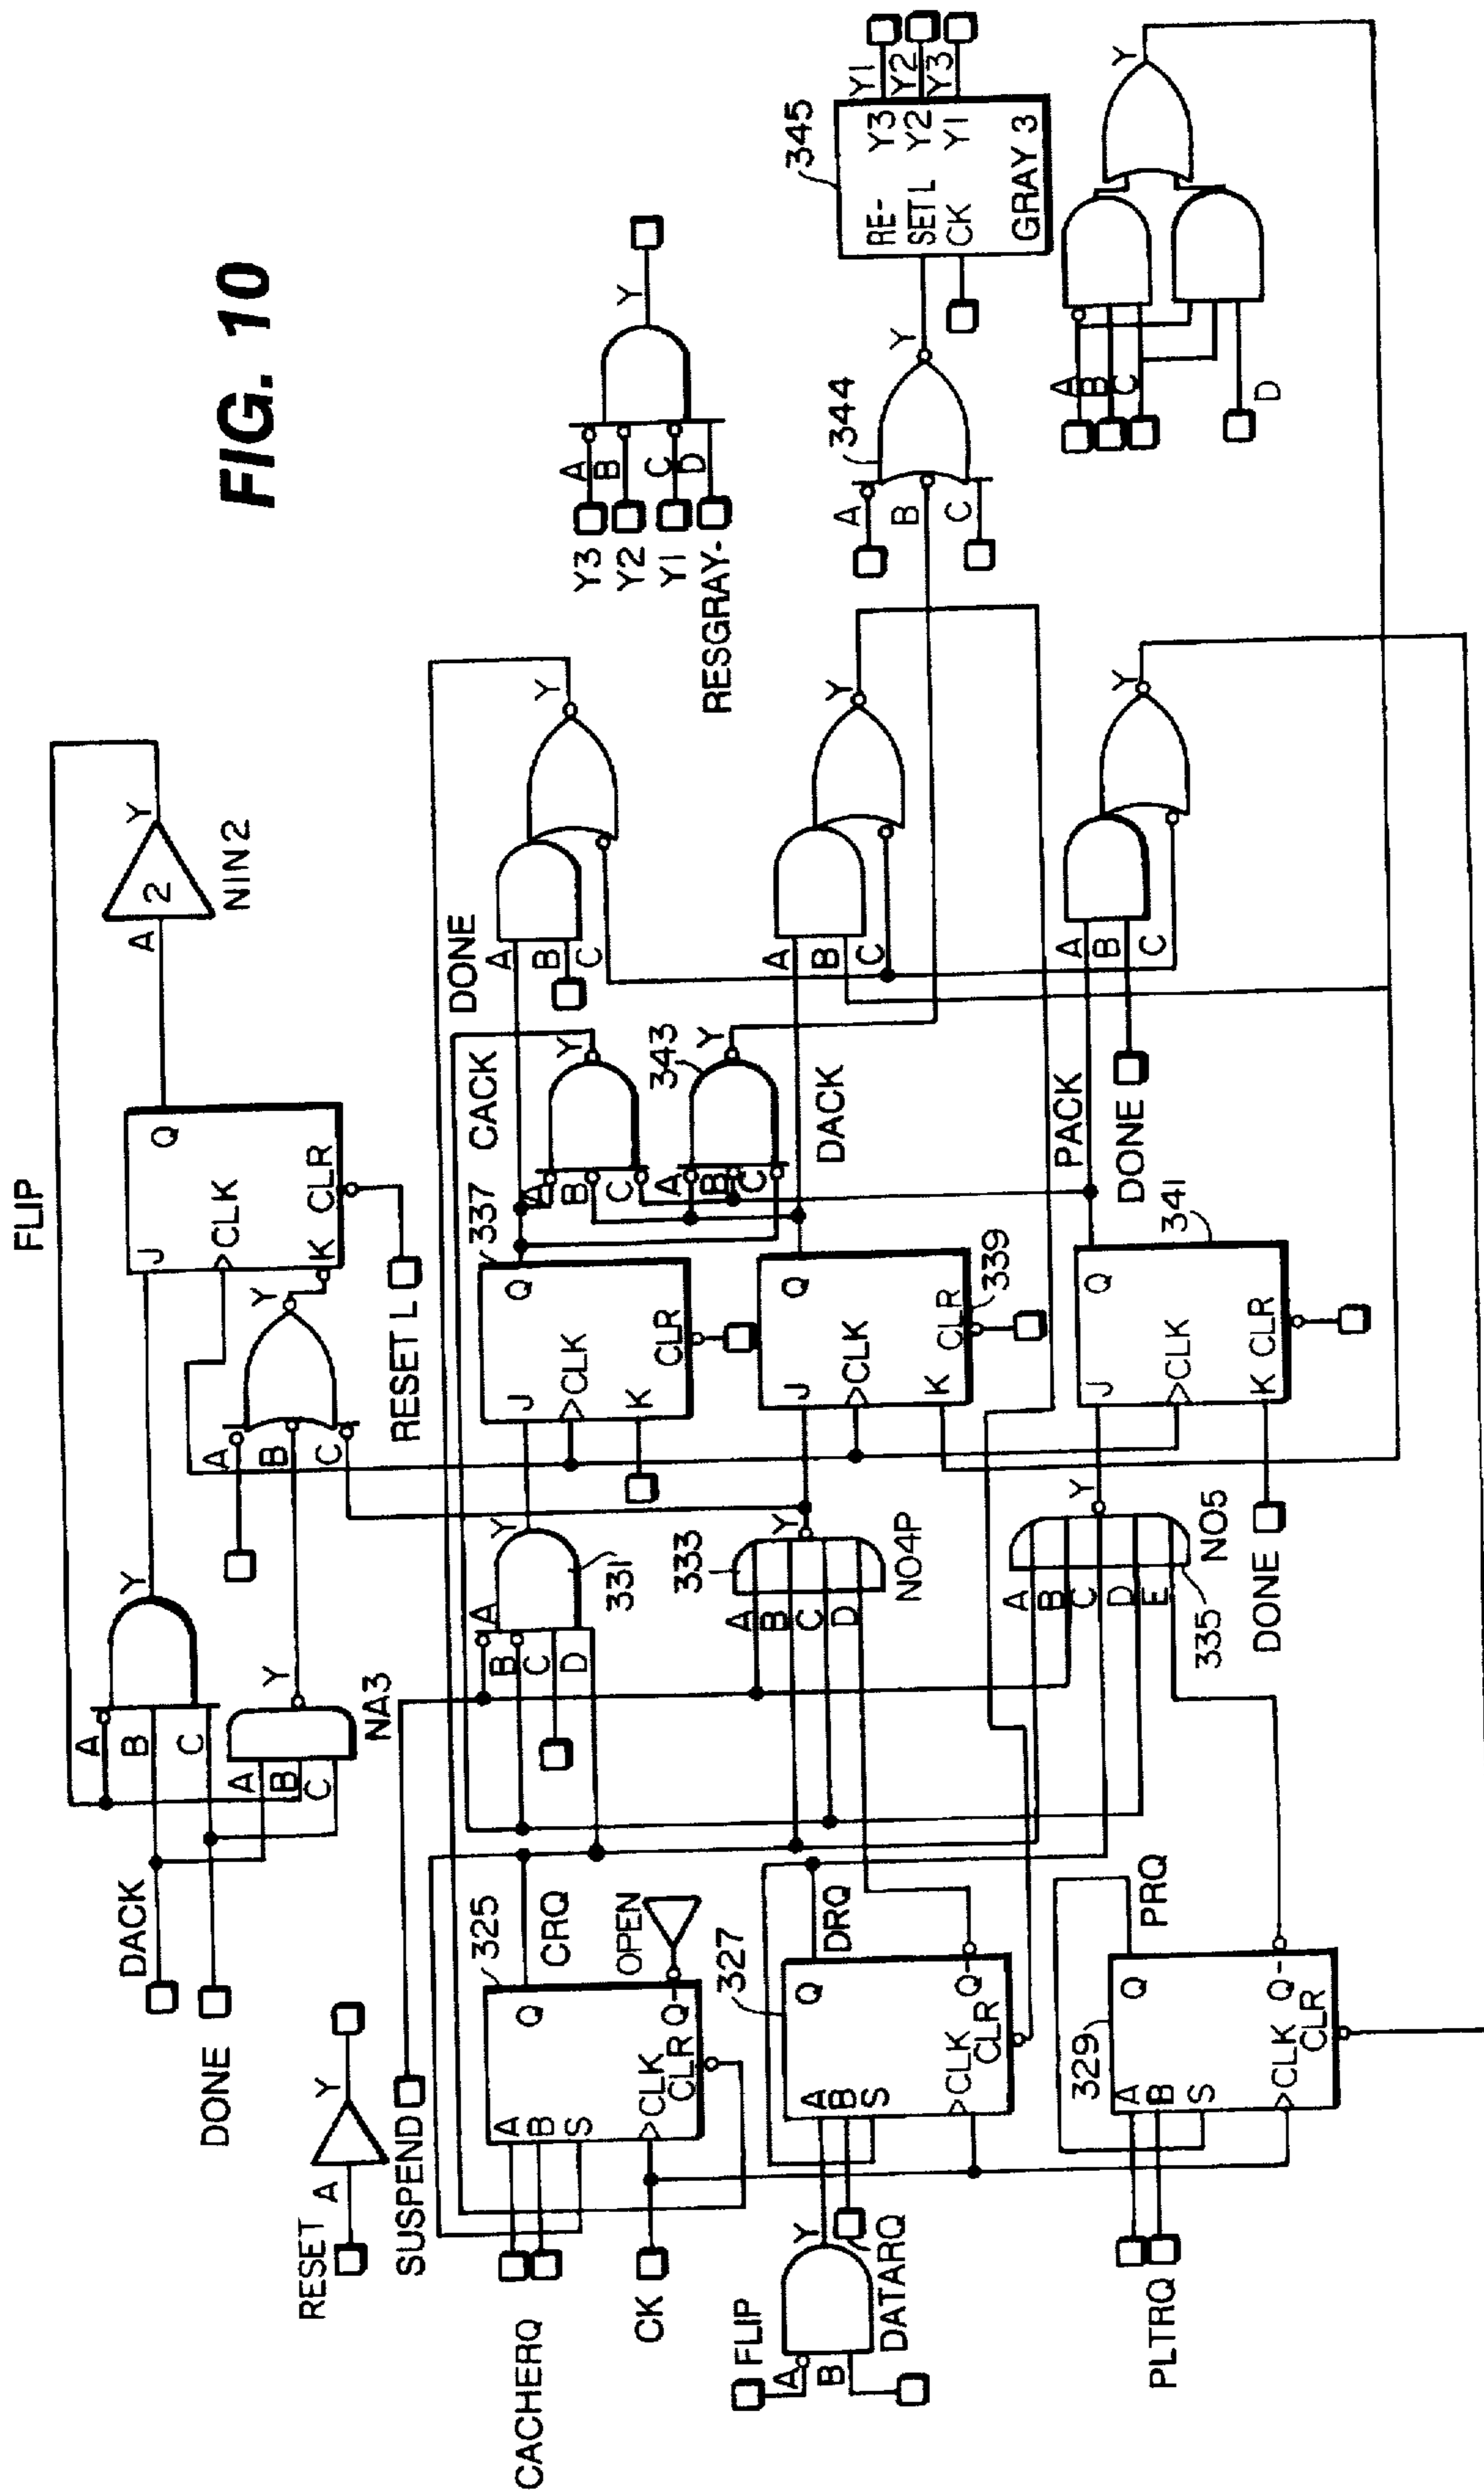 FIG. 10
FLIP
DACK
DONE
A
B
C
Y
A
B
C
Y
NA3
A
B
C
Y
J
Q
CLK
K
CLR
RESET L
A
2
Y
NIN2
RESET
A
Y
SUSPEND
CACHERQ
CK
A
B
S
Q
CLK
CLR
Q-
325
CRQ
OPEN
A
B
C
D
Y
331
J
Q
CLK
K
CLR
337
CACK
A
B
C
Y
A
B
C
Y
343
DACK
DONE
A
B
C
Y
Y3
Y2
Y1
RESGRAY-
A
B
C
D
Y
FLIP
A
B
Y
DATARQ
A
B
S
Q
CLK
CLR
Q-
327
DRQ
333
A
B
C
D
Y
NO4P
J
Q
CLK
K
CLR
339
A
B
C
Y
344
A
B
C
Y
345
RE-
SETL
CK
Y3
Y2
Y1
GRAY 3
Y1
Y2
Y3
PLTRQ
A
B
S
Q
CLK
CLR
Q-
329
PRQ
A
B
C
D
E
Y
NO5
335
DONE
J
Q
CLK
K
CLR
341
PACK
DONE
A
B
C
Y
A
B
C
D
Y